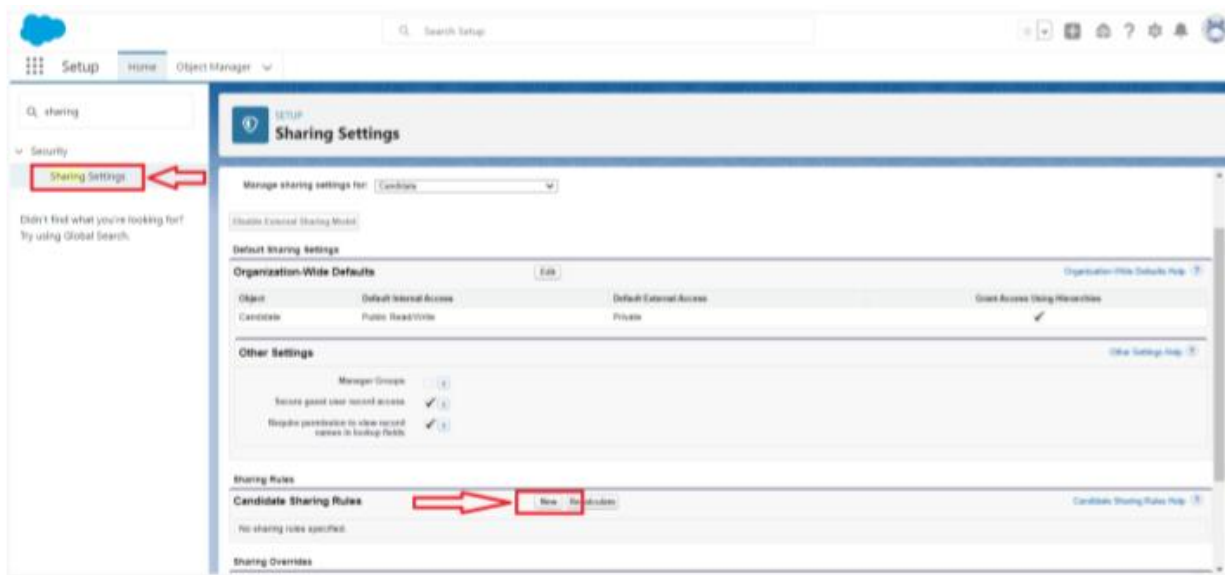 Search Setup
Setup Home Object Manager
sharing
Security
Sharing Settings
Didn't find what you're looking for?
Try using Global Search.
SETUP
Sharing Settings
Manage sharing settings for: Candidate
Disable External Sharing Model
Default Sharing Settings
Organization-Wide Defaults Edit Organization-Wide Defaults Help ?
Object Default Internal Access Default External Access Grant Access Using Hierarchies
Candidate Public Read/Write Private
Other Settings Other Settings Help ?
Manager Groups i
Secure guest user record access i
Require permission to view record
names in lookup fields i
Sharing Rules
Candidate Sharing Rules New Recalculate Candidate Sharing Rules Help ?
No sharing rules specified.
Sharing Overrides